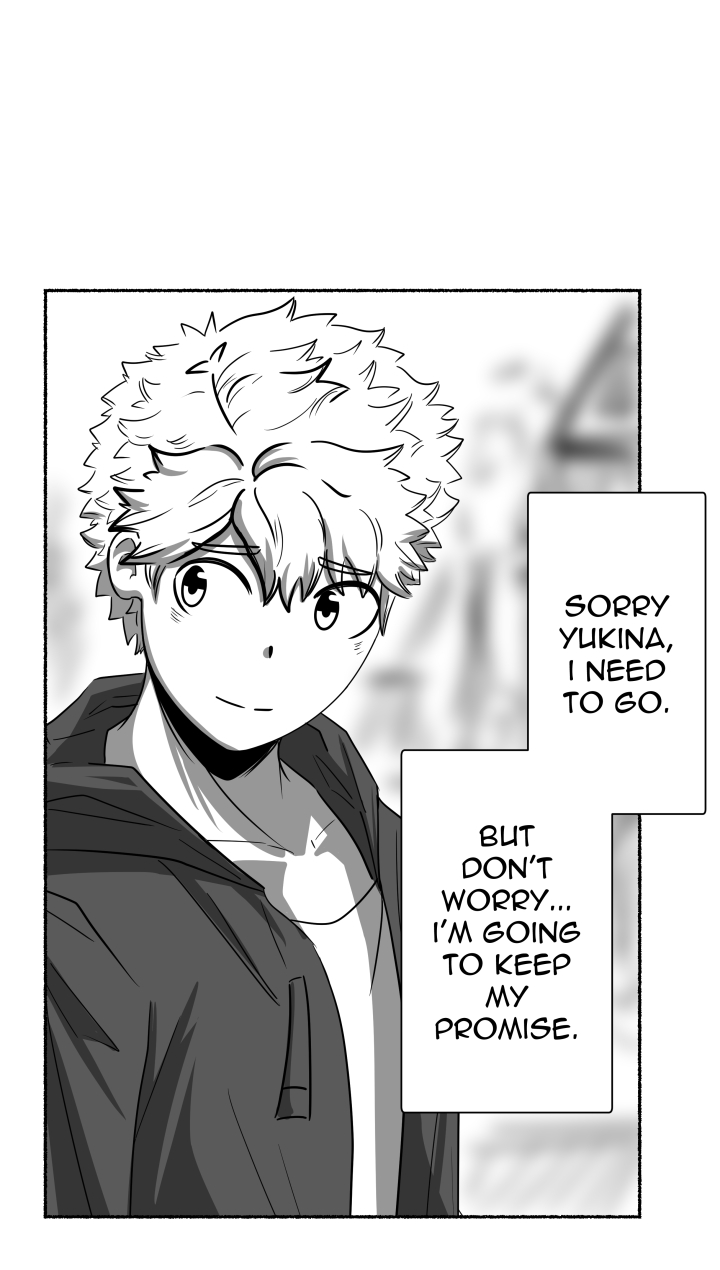 SORRY
YUKINA,
I NEED
TO GO.
BUT
DON'T
WORRY...
I'M GOING
TO KEEP
MY
PROMISE.